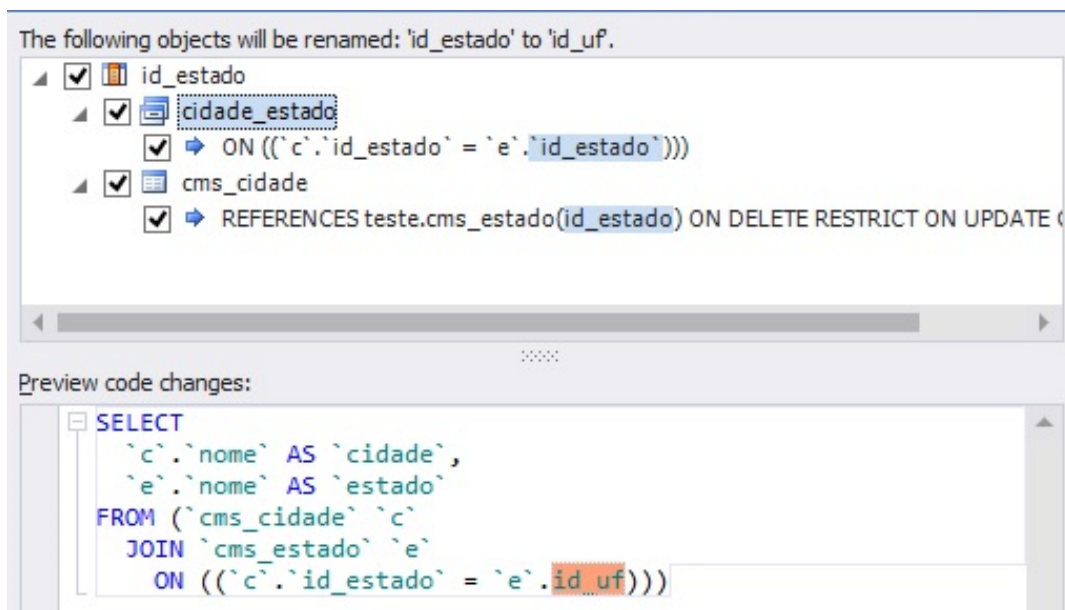 The following objects will be renamed: 'id_estado' to 'id_uf'.
id_estado
cidade_estado
ON ((`c`.`id_estado` = `e`.`id_estado`)))
cms_cidade
REFERENCES teste.cms_estado(id_estado) ON DELETE RESTRICT ON UPDATE
Preview code changes:
SELECT
`c`.`nome` AS `cidade`,
`e`.`nome` AS `estado`
FROM (`cms_cidade` `c`
JOIN `cms_estado` `e`
ON ((`c`.`id_estado` = `e`.id_uf)))